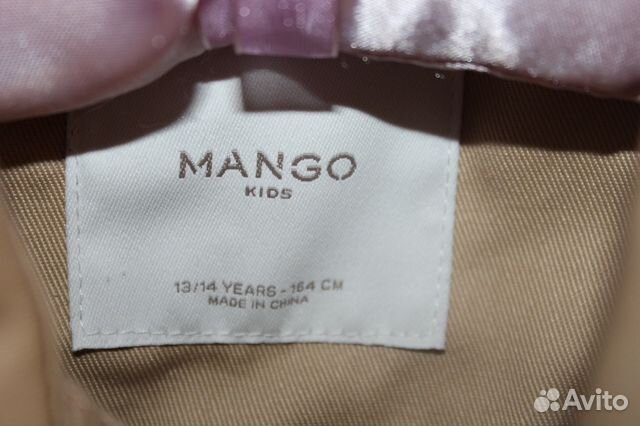 MANGO
KIDS
13/14 YEARS - 164 CM
MADE IN CHINA
Avito